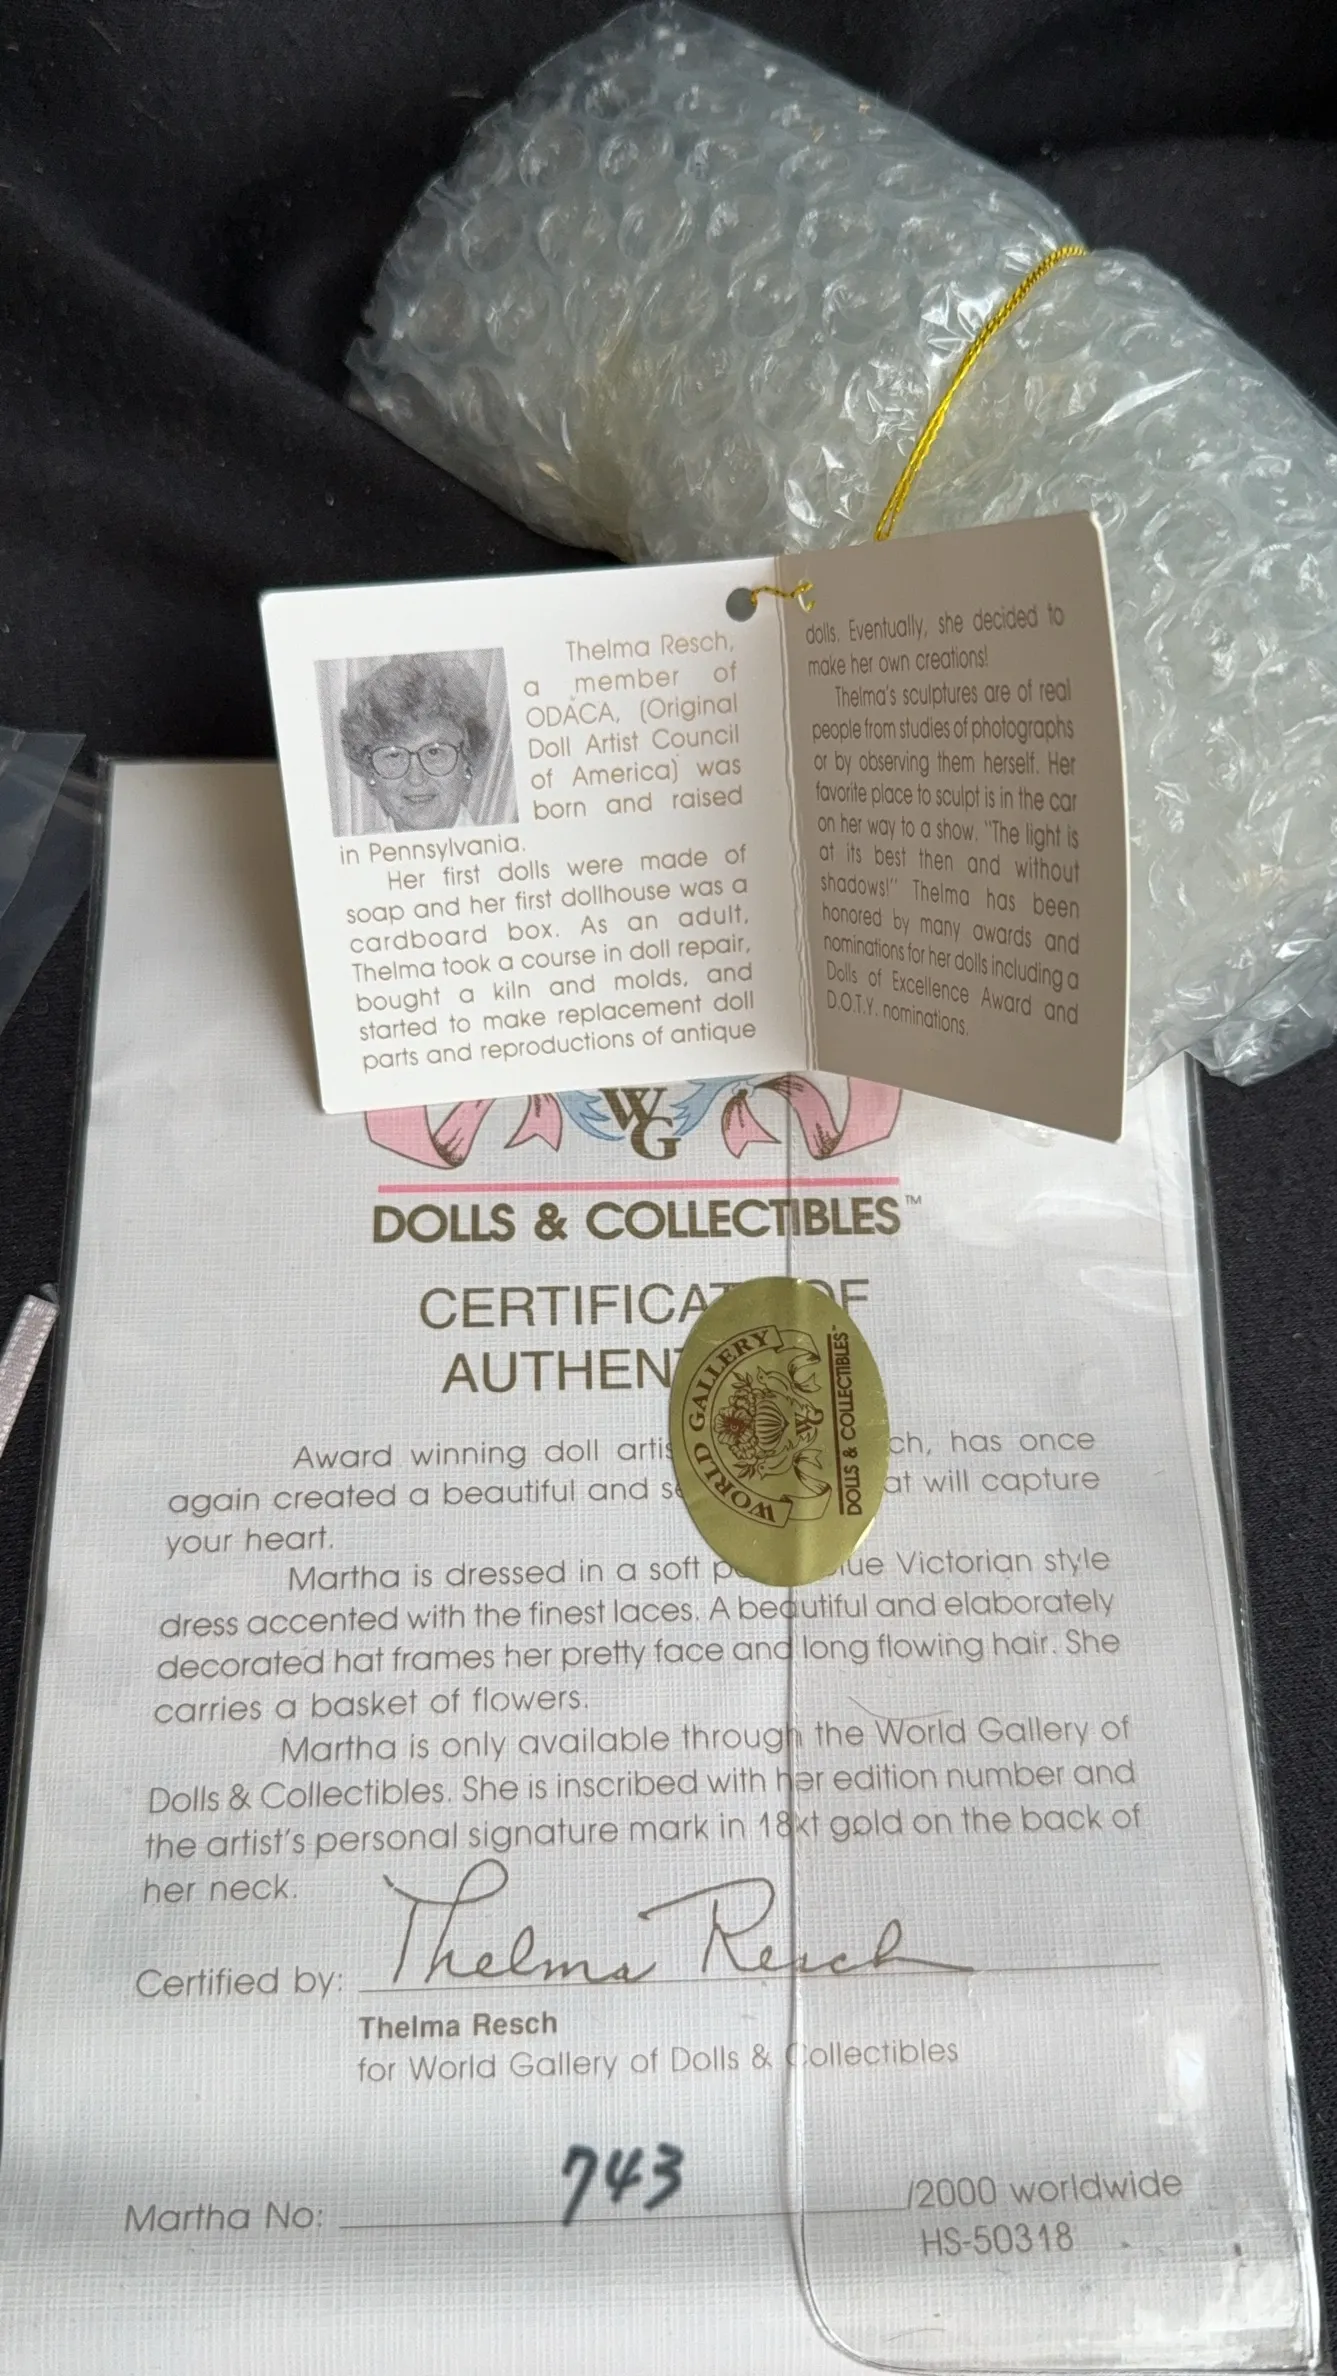 Thelma Resch,
a member of
ODACA, (Original
Doll Artist Council
of America) was
born and raised
in Pennsylvania.
Her first dolls were made of
soap and her first dollhouse was a
cardboard box. As an adult,
Thelma took a course in doll repair,
bought a kiln and molds, and
started to make replacement doll
parts and reproductions of antique
dolls. Eventually, she decided to
make her own creations!
Thelma's sculptures are of real
people from studies of photographs
or by observing them herself. Her
favorite place to sculpt is in the car
on her way to a show. "The light is
at its best then and without
shadows!" Thelma has been
honored by many awards and
nominations for her dolls including a
Dolls of Excellence Award and
D.O.T.Y. nominations.
WG
DOLLS & COLLECTIBLES™
CERTIFICATE OF
AUTHEN
WORLD GALLERY
WG
DOLLS & COLLECTIBLES™
Award winning doll artis ch, has once
again created a beautiful and s at will capture
your heart.
Martha is dressed in a soft p lue Victorian style
dress accented with the finest laces. A beautiful and elaborately
decorated hat frames her pretty face and long flowing hair. She
carries a basket of flowers.
Martha is only available through the World Gallery of
Dolls & Collectibles. She is inscribed with her edition number and
the artist's personal signature mark in 18kt gold on the back of
her neck.
Certified by: Thelma Resch
Thelma Resch
for World Gallery of Dolls & Collectibles
Martha No: 743 /2000 worldwide
HS-50318